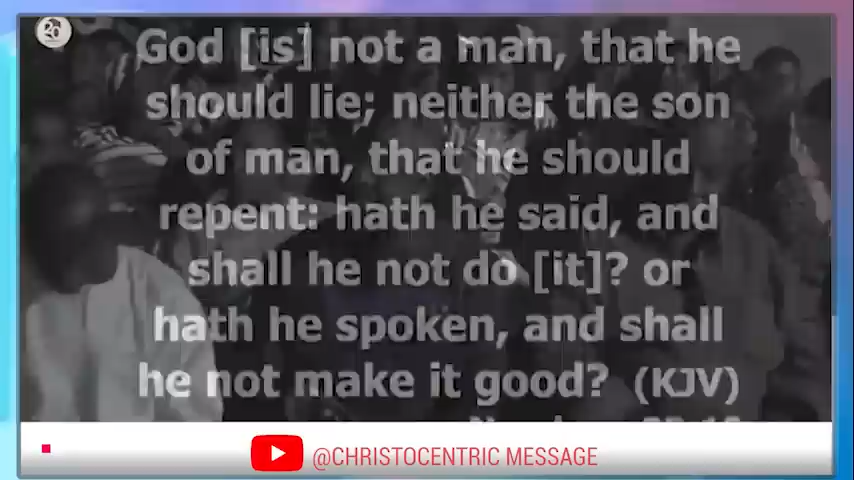 God [is] not a man, that he
should lie; neither the son
of man, that he should
repent: hath he said, and
shall he not do [it]? or
hath he spoken, and shall
he not make it good? (KJV)
@CHRISTOCENTRIC MESSAGE